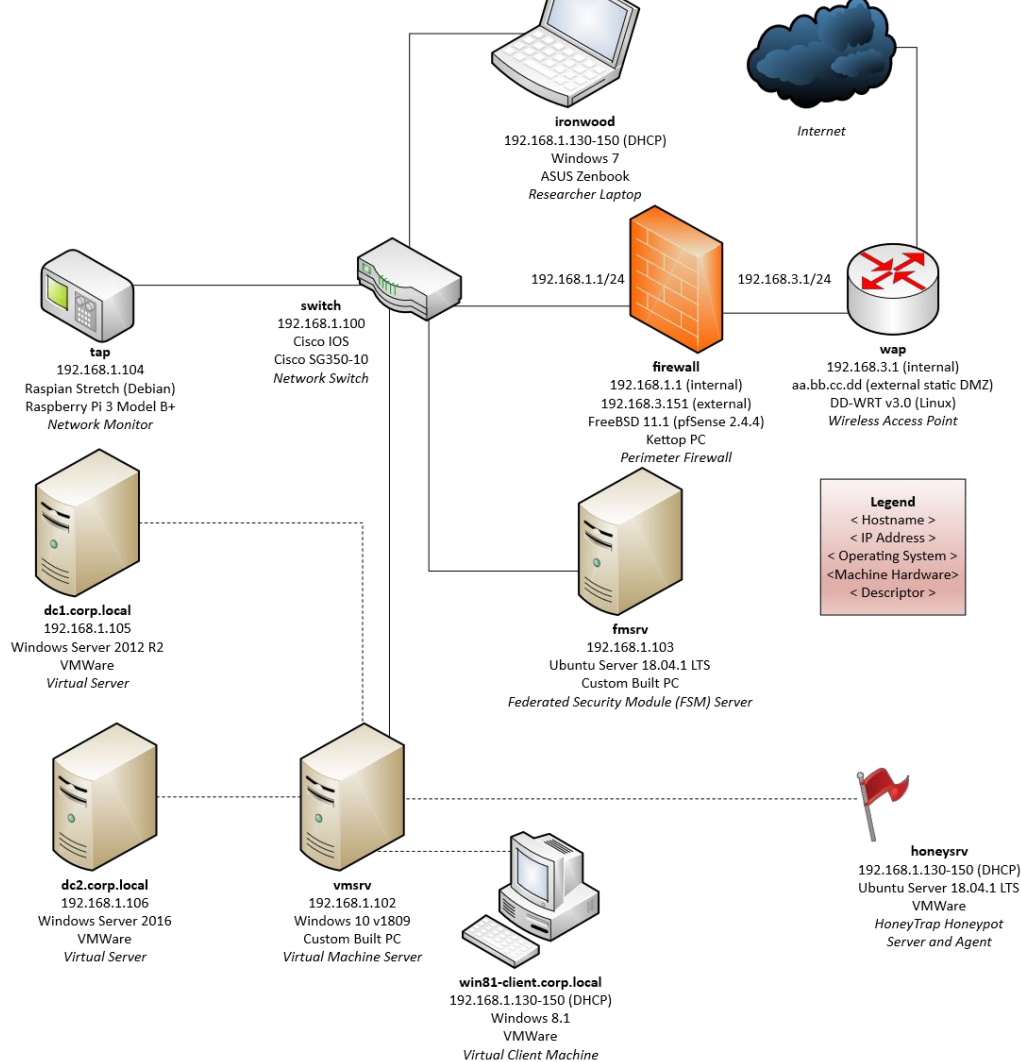 ironwood
192.168.1.130-150 (DHCP)
Windows 7
ASUS Zenbook
Researcher Laptop
Internet
tap
192.168.1.104
Raspian Stretch (Debian)
Raspberry Pi 3 Model B+
Network Monitor
switch
192.168.1.100
Cisco IOS
Cisco SG350-10
Network Switch
192.168.1.1/24
192.168.3.1/24
firewall
192.168.1.1 (internal)
192.168.3.151 (external)
FreeBSD 11.1 (pfSense 2.4.4)
Kettop PC
Perimeter Firewall
wap
192.168.3.1 (internal)
aa.bb.cc.dd (external static DMZ)
DD-WRT v3.0 (Linux)
Wireless Access Point
Legend
< Hostname >
< IP Address >
< Operating System >
<Machine Hardware>
< Descriptor >
dc1.corp.local
192.168.1.105
Windows Server 2012 R2
VMWare
Virtual Server
fmsrv
192.168.1.103
Ubuntu Server 18.04.1 LTS
Custom Built PC
Federated Security Module (FSM) Server
dc2.corp.local
192.168.1.106
Windows Server 2016
VMWare
Virtual Server
vmsrv
192.168.1.102
Windows 10 v1809
Custom Built PC
Virtual Machine Server
honeysrv
192.168.1.130-150 (DHCP)
Ubuntu Server 18.04.1 LTS
VMWare
HoneyTrap Honeypot
Server and Agent
win81-client.corp.local
192.168.1.130-150 (DHCP)
Windows 8.1
VMWare
Virtual Client Machine